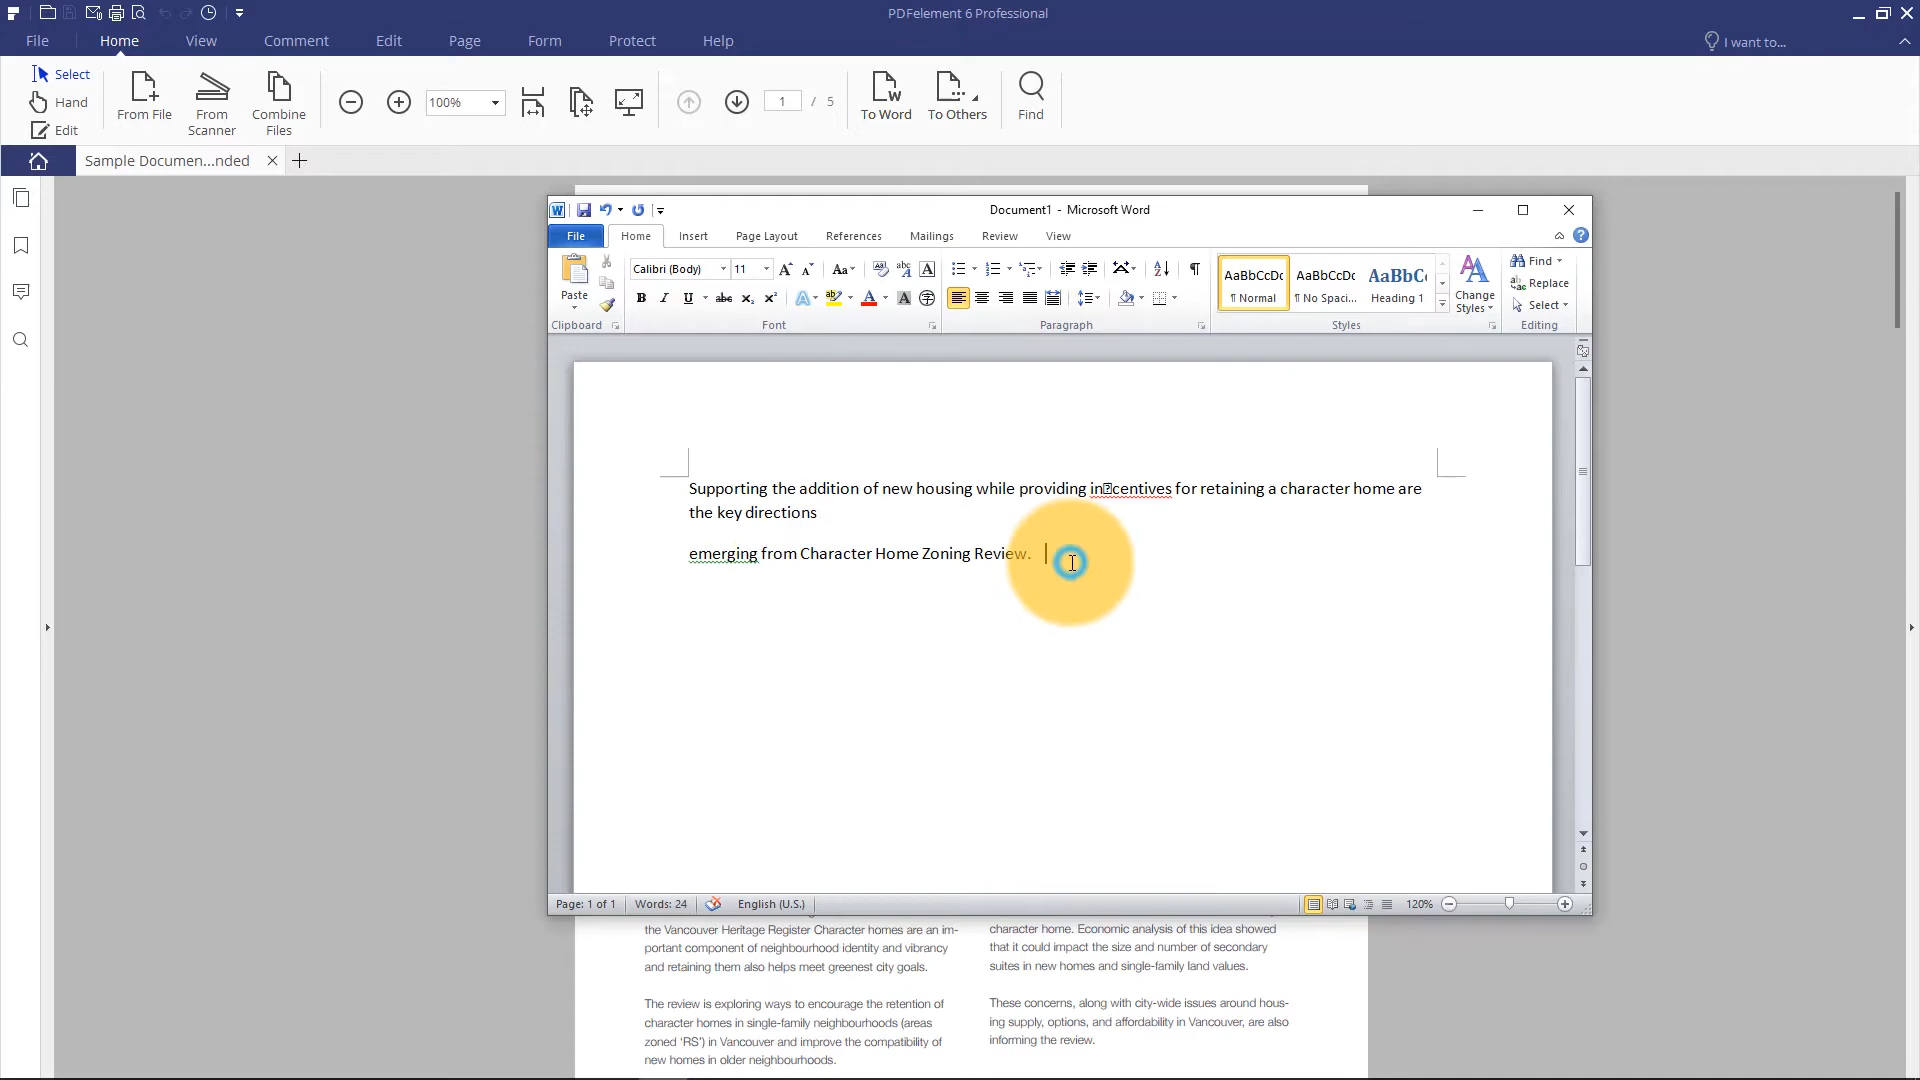 PDFelement 6 Professional
File Home View Comment Edit Page Form Protect Help
I want to...
Select
Hand
Edit
From File
From Scanner
Combine Files
100%
1 / 5
To Word
To Others
Find
Sample Documen...nded
Document1 - Microsoft Word
File Home Insert Page Layout References Mailings Review View
Paste
Clipboard
Calibri (Body) 11
Font
Paragraph
AaBbCcDc
¶ Normal
AaBbCcDc
¶ No Spaci...
AaBbC
Heading 1
Change Styles
Styles
Find
Replace
Select
Editing
Supporting the addition of new housing while providing in⍰centives for retaining a character home are
the key directions
emerging from Character Home Zoning Review.
Page: 1 of 1 Words: 24 English (U.S.) 120%
the Vancouver Heritage Register Character homes are an im-
portant component of neighbourhood identity and vibrancy
and retaining them also helps meet greenest city goals.
The review is exploring ways to encourage the retention of
character homes in single-family neighbourhoods (areas
zoned ‘RS’) in Vancouver and improve the compatibility of
new homes in older neighbourhoods.
character home. Economic analysis of this idea showed
that it could impact the size and number of secondary
suites in new homes and single-family land values.
These concerns, along with city-wide issues around hous-
ing supply, options, and affordability in Vancouver, are also
informing the review.